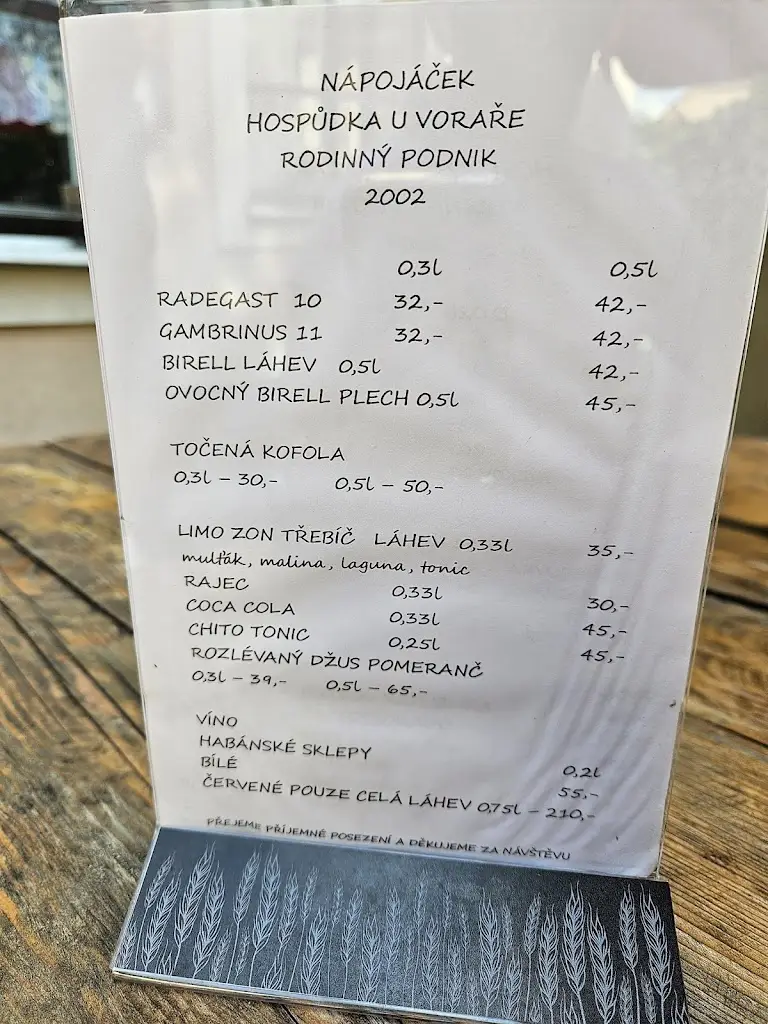 NÁPOJÁČEK
HOSPŮDKA U VORAŘE
RODINNÝ PODNIK
2002
0,3l 0,5l
RADEGAST 10 32,- 42,-
GAMBRINUS 11 32,- 42,-
BIRELL LÁHEV 0,5l 42,-
OVOCNÝ BIRELL PLECH 0,5l 45,-
TOČENÁ KOFOLA
0,3l – 30,- 0,5l – 50,-
LIMO ZON TŘEBÍČ LÁHEV 0,33l 35,-
mulťák, malina, laguna, tonic
RAJEC 0,33l 30,-
COCA COLA 0,33l 45,-
CHITO TONIC 0,25l 45,-
ROZLÉVANÝ DŽUS POMERANČ
0,3l – 39,- 0,5l – 65,-
VÍNO
HABÁNSKÉ SKLEPY 0,2l
BÍLÉ 55,-
ČERVENÉ POUZE CELÁ LÁHEV 0,75l – 210,-
PŘEJEME PŘÍJEMNÉ POSEZENÍ A DĚKUJEME ZA NÁVŠTĚVU